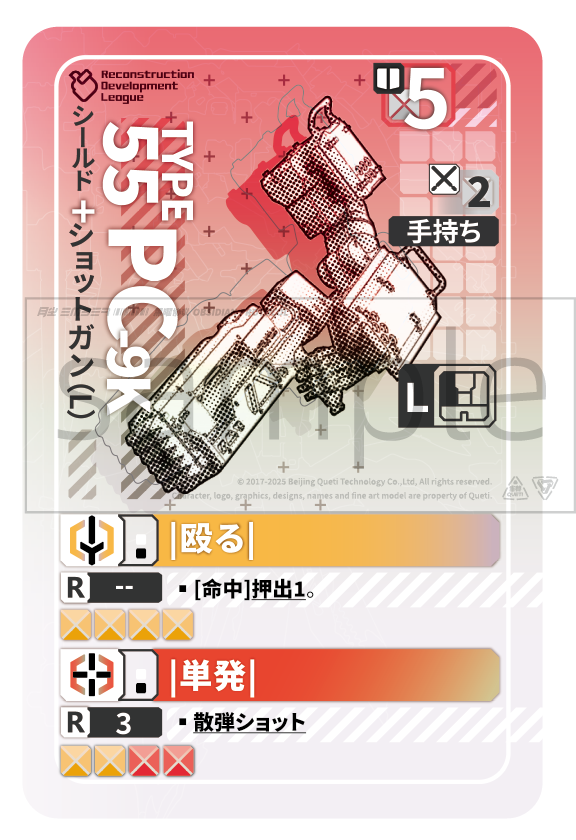 Reconstruction
Development
League
5
シールド＋ショットガン(L)
TYPE
55 PC-9K
2
手持ち
L
sample
© 2017-2025 Beijing Queti Technology Co.,Ltd, All rights reserved.
Character, logo, graphics, designs, names and fine art model are property of Queti.
|殴る|
R --
▪ [命中]押出1。
|単発|
R 3
▪ 散弾ショット